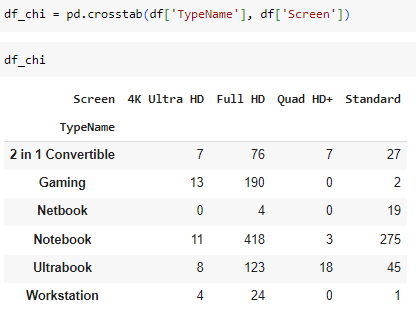 df_chi = pd.crosstab(df['TypeName'], df['Screen'])
df_chi
Screen 4K Ultra HD Full HD Quad HD+ Standard
TypeName
2 in 1 Convertible 7 76 7 27
Gaming 13 190 0 2
Netbook 0 4 0 19
Notebook 11 418 3 275
Ultrabook 8 123 18 45
Workstation 4 24 0 1